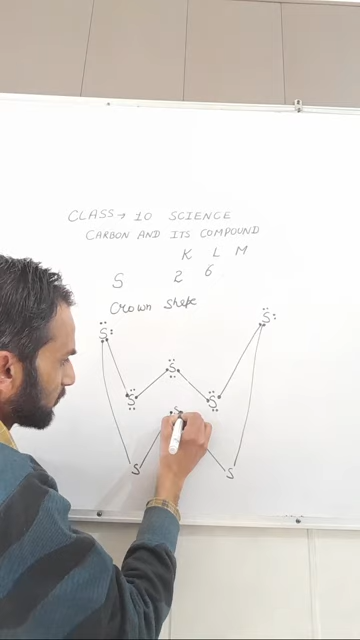 CLASS → 10 SCIENCE
CARBON AND ITS COMPOUND
K L M
S 2 6
Crown Shape
S S
S
S S
S
S S